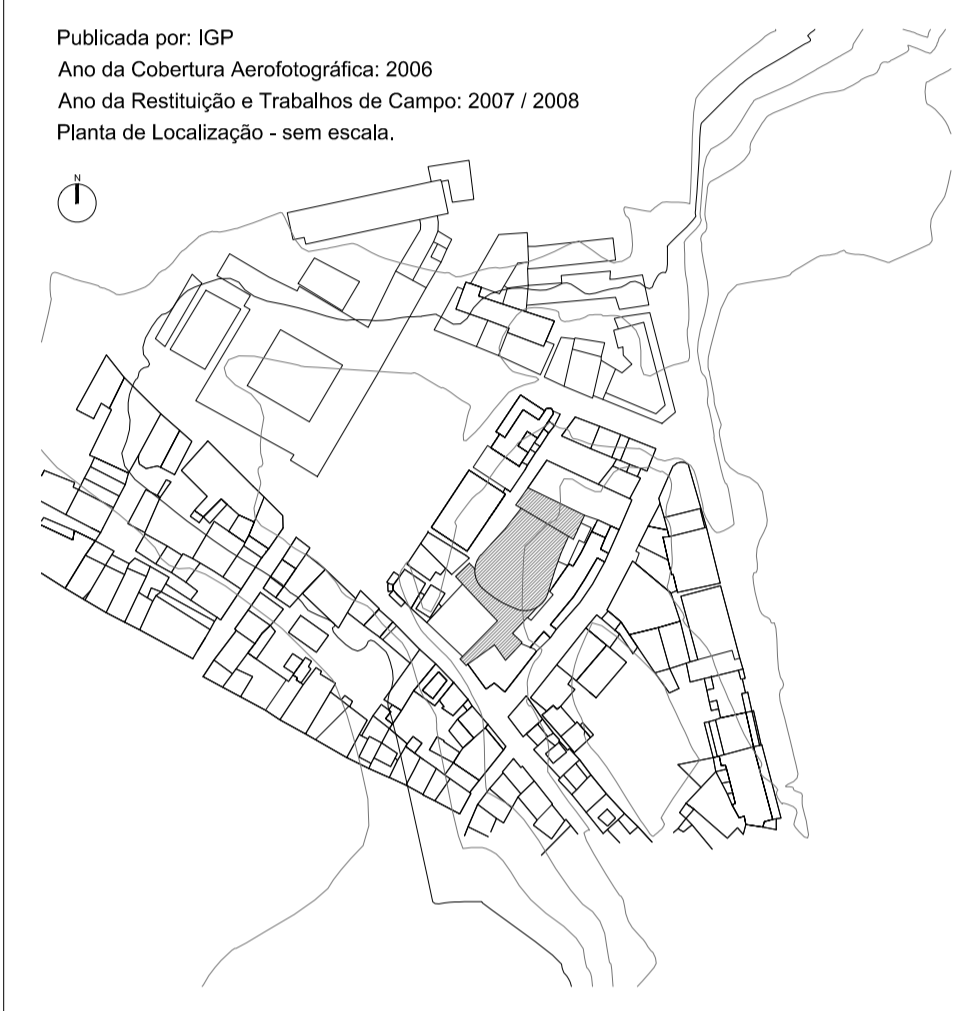 Publicada por: IGP
Ano da Cobertura Aerofotográfica: 2006
Ano da Restituição e Trabalhos de Campo: 2007 / 2008
Planta de Localização - sem escala.
N